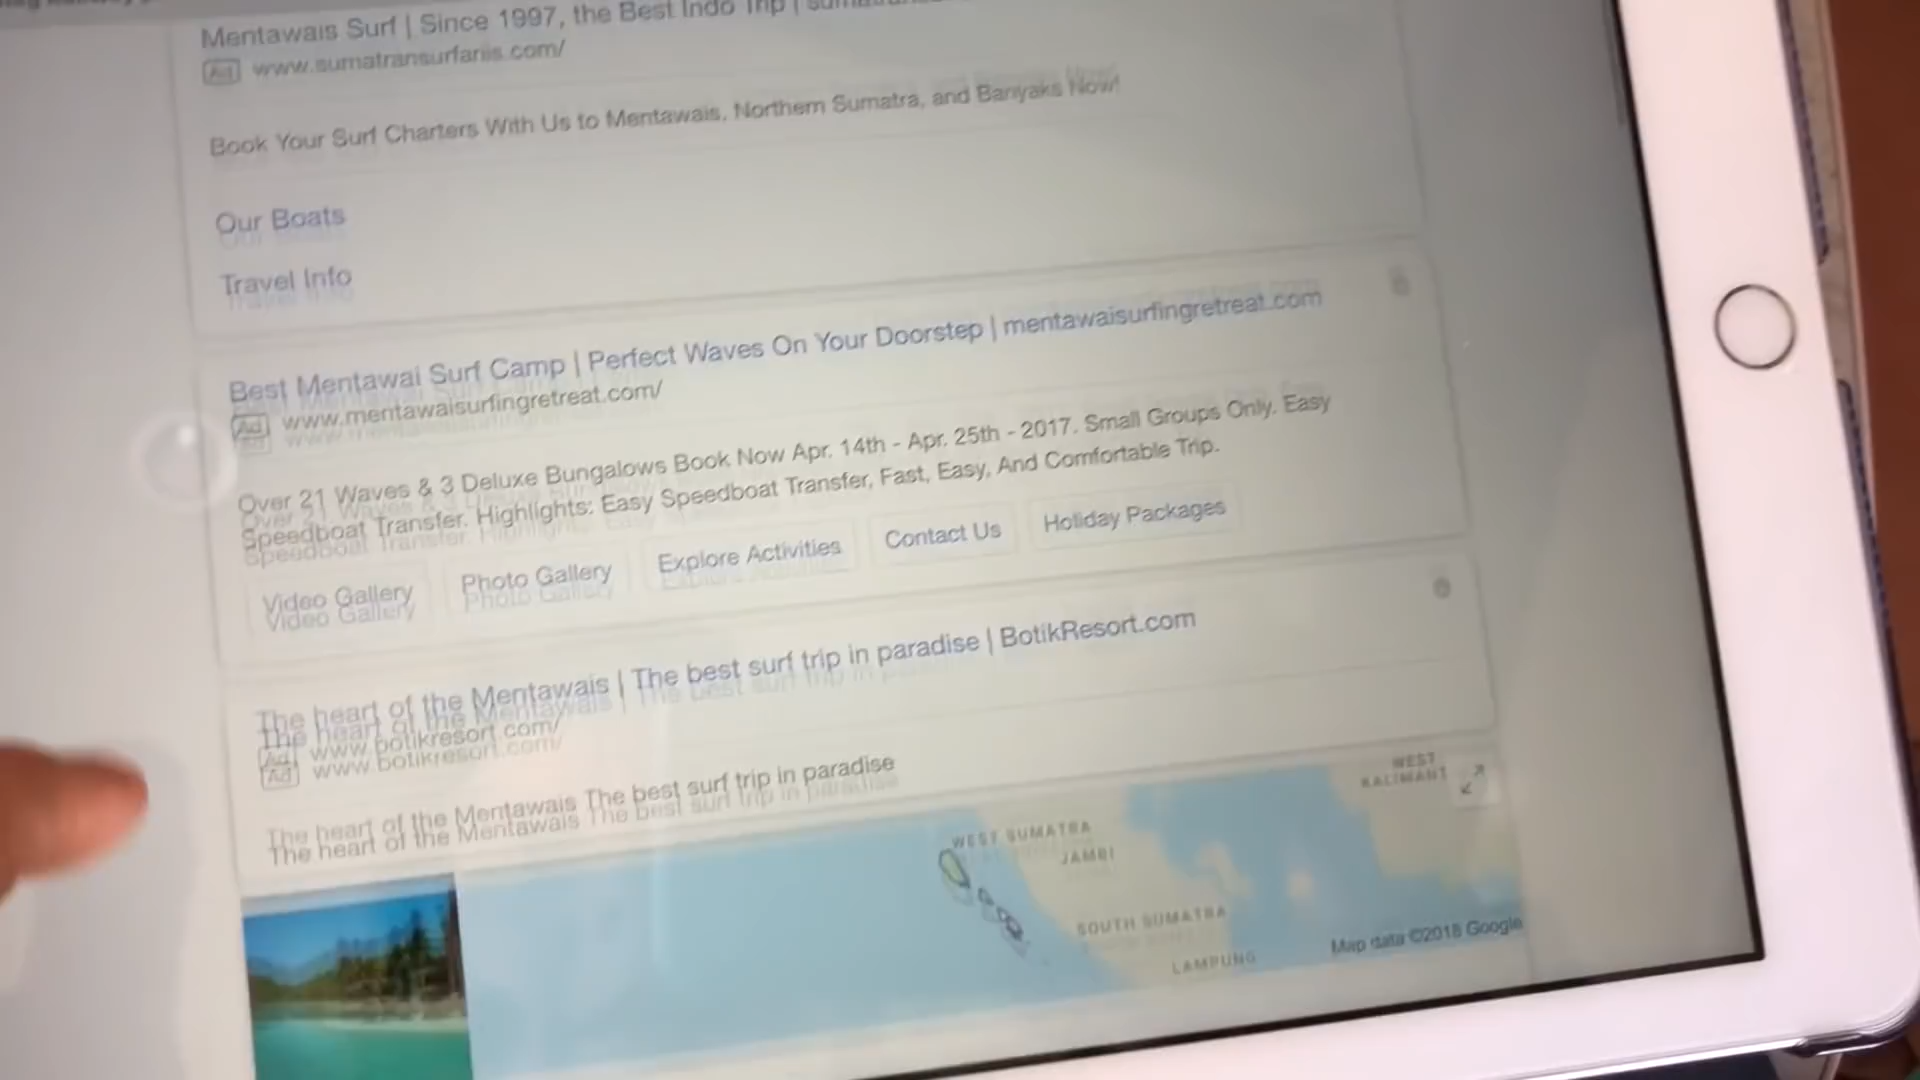 Mentawais Surf | Since 1997, the Best Indo Trip |
Ad www.sumatransurfariis.com/
Book Your Surf Charters With Us to Mentawais, Northern Sumatra, and Banyaks Now!
Our Boats
Travel Info
Best Mentawai Surf Camp | Perfect Waves On Your Doorstep | mentawaisurfingretreat.com
Ad www.mentawaisurfingretreat.com/
Over 21 Waves & 3 Deluxe Bungalows Book Now Apr. 14th - Apr. 25th - 2017. Small Groups Only. Easy
Speedboat Transfer. Highlights: Easy Speedboat Transfer, Fast, Easy, And Comfortable Trip.
Video Gallery Photo Gallery Explore Activities Contact Us Holiday Packages
The heart of the Mentawais | The best surf trip in paradise | BotikResort.com
Ad www.botikresort.com/
The heart of the Mentawais The best surf trip in paradise
WEST
KALIMANT
WEST SUMATRA
JAMBI
SOUTH SUMATRA
LAMPUNG
Map data ©2018 Google